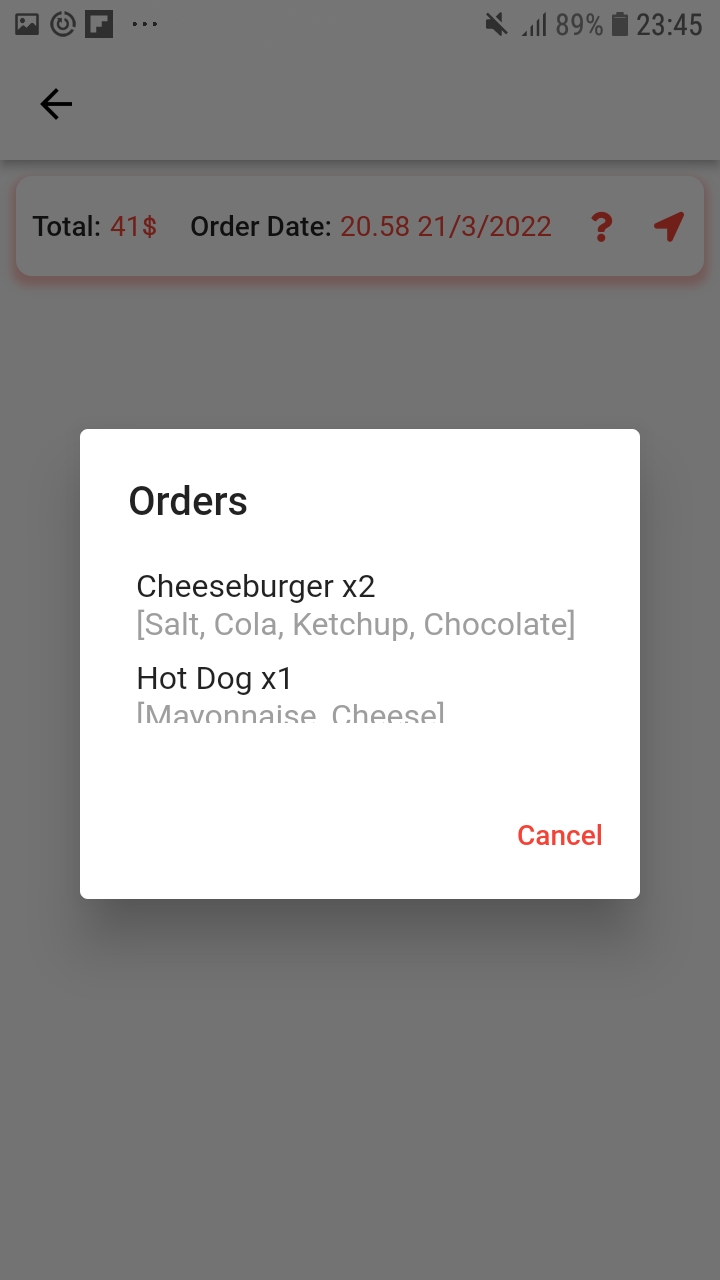 89% 23:45
Total: 41$ Order Date: 20.58 21/3/2022 ?
Orders
Cheeseburger x2
[Salt, Cola, Ketchup, Chocolate]
Hot Dog x1
[Mayonnaise, Cheese]
Cancel